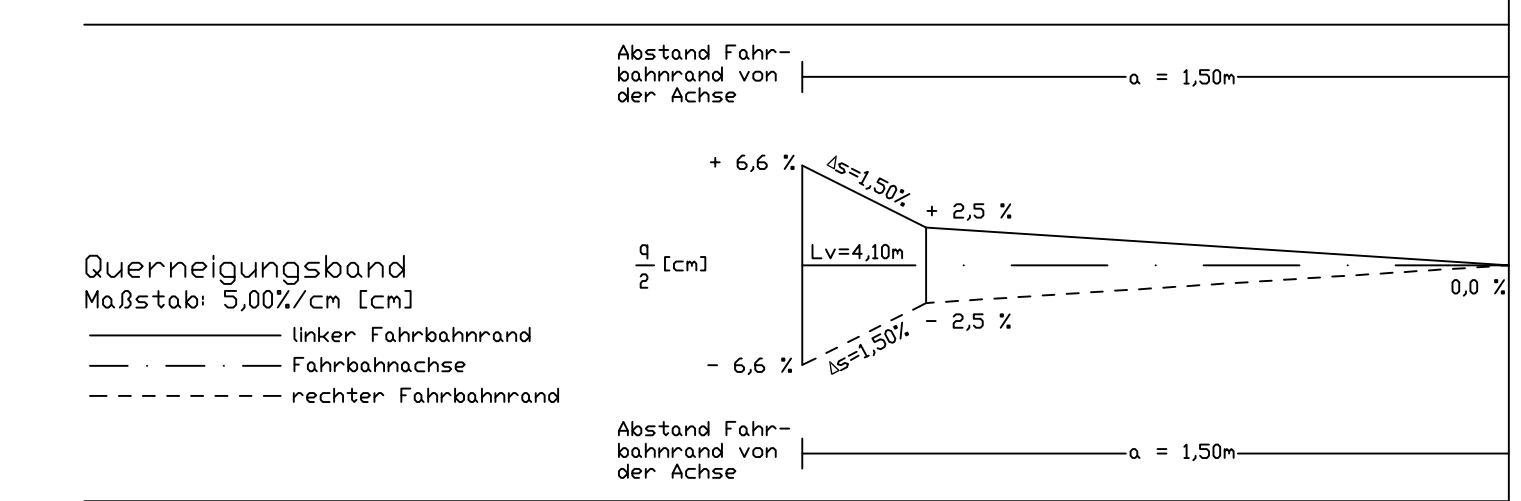 Abstand Fahr-
bahnrand von
der Achse
a = 1,50m
+ 6,6 %
Δs=1,50%
+ 2,5 %
q
2
[cm]
Lv=4,10m
0,0 %
- 2,5 %
Δs=1,50%
- 6,6 %
Querneigungsband
Maßstab: 5,00%/cm [cm]
linker Fahrbahnrand
Fahrbahnachse
rechter Fahrbahnrand
Abstand Fahr-
bahnrand von
der Achse
a = 1,50m